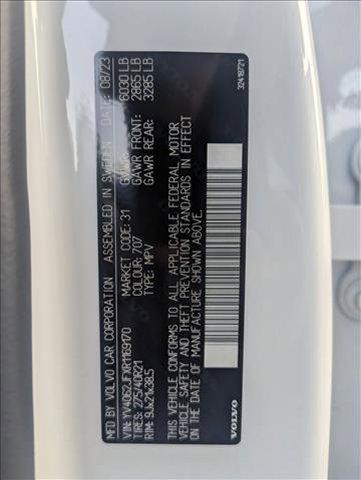 MFD. BY VOLVO CAR CORPORATION
ASSEMBLED IN SWEDEN DATE: 08/23
VIN: YV4062JFXR1169170
GVWR: 6030 LB
TIRES: 275/40R21
MARKET CODE: 31
GAWR FRONT: 2865 LB
RIM: 9Jx21x38.5
COLOUR: 707
GAWR REAR: 3285 LB
TYPE: MPV
THIS VEHICLE CONFORMS TO ALL APPLICABLE FEDERAL MOTOR
VEHICLE SAFETY AND THEFT PREVENTION STANDARDS IN EFFECT
ON THE DATE OF MANUFACTURE SHOWN ABOVE.
VOLVO
32418721